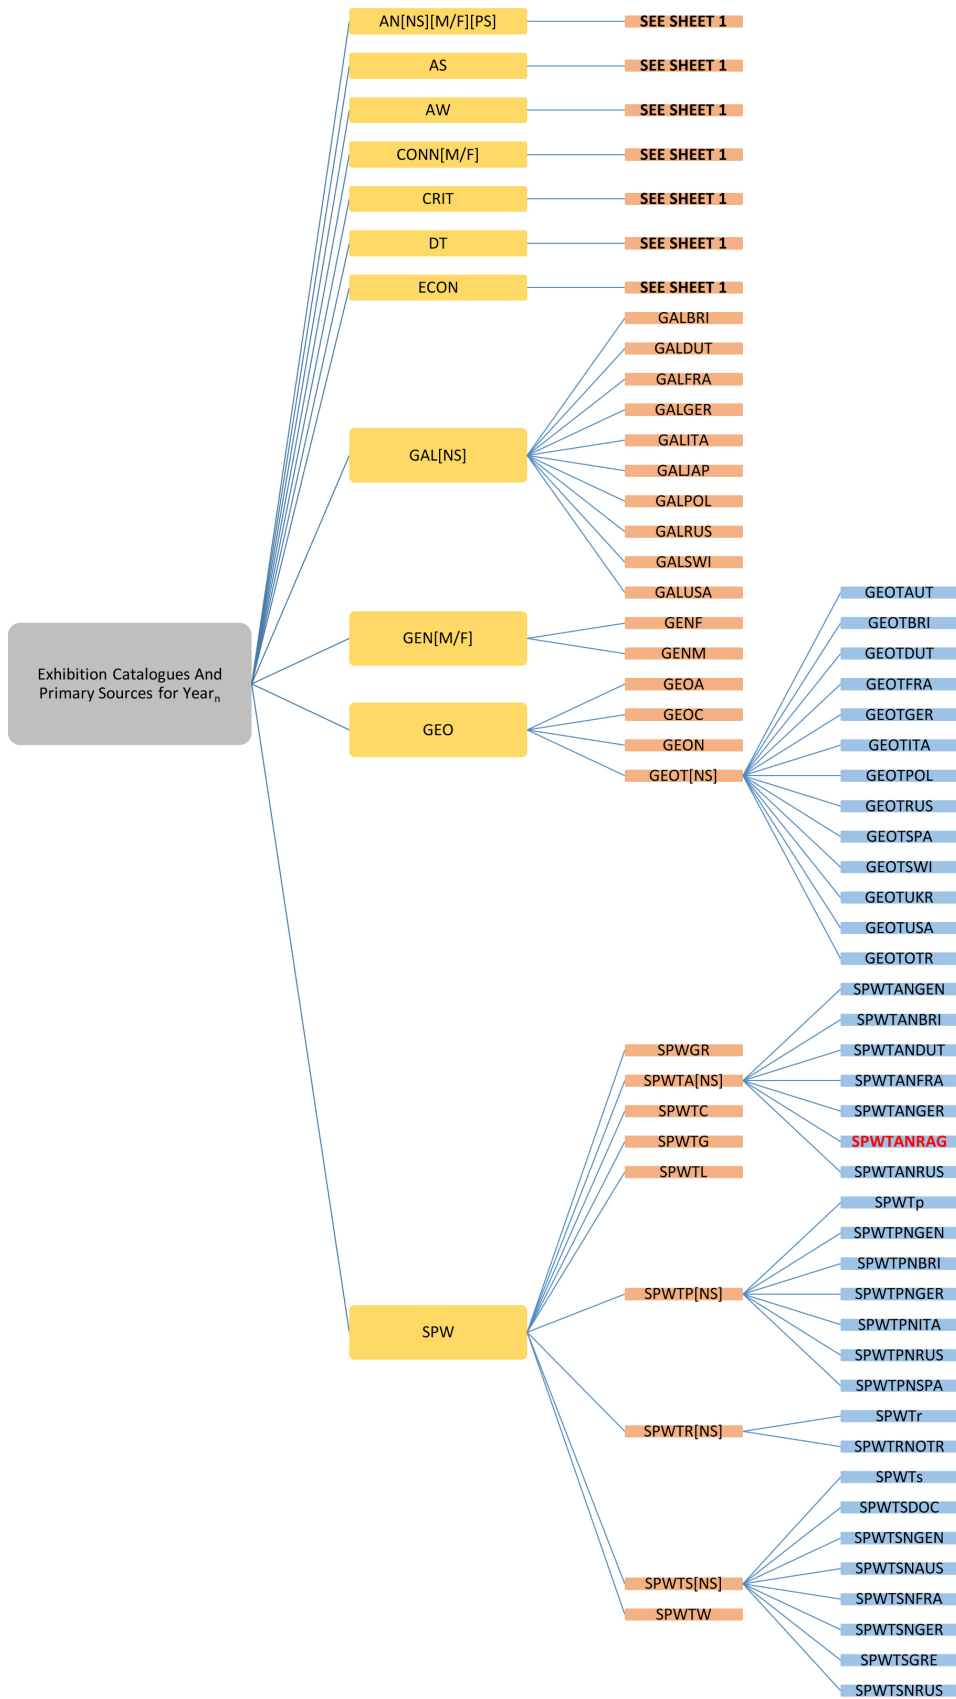 AN[NS][M/F][PS]
SEE SHEET 1
AS
SEE SHEET 1
AW
SEE SHEET 1
CONN[M/F]
SEE SHEET 1
CRIT
SEE SHEET 1
DT
SEE SHEET 1
ECON
SEE SHEET 1
Exhibition Catalogues And
Primary Sources for Yearn
GAL[NS]
GALBRI
GALDUT
GALFRA
GALGER
GALITA
GALJAP
GALPOL
GALRUS
GALSWI
GALUSA
GEN[M/F]
GENF
GENM
GEO
GEOA
GEOC
GEON
GEOT[NS]
GEOTAUT
GEOTBRI
GEOTDUT
GEOTFRA
GEOTGER
GEOTITA
GEOTPOL
GEOTRUS
GEOTSPA
GEOTSWI
GEOTUKR
GEOTUSA
GEOTOTR
SPW
SPWGR
SPWTA[NS]
SPWTANGEN
SPWTANBRI
SPWTANDUT
SPWTANFRA
SPWTANGER
SPWTANRAG
SPWTANRUS
SPWTC
SPWTG
SPWTL
SPWTP[NS]
SPWTp
SPWTPNGEN
SPWTPNBRI
SPWTPNGER
SPWTPNITA
SPWTPNRUS
SPWTPNSPA
SPWTR[NS]
SPWTr
SPWTRNOTR
SPWTS[NS]
SPWTs
SPWTSDOC
SPWTSNGEN
SPWTSNAUS
SPWTSNFRA
SPWTSNGER
SPWTSGRE
SPWTSNRUS
SPWTW